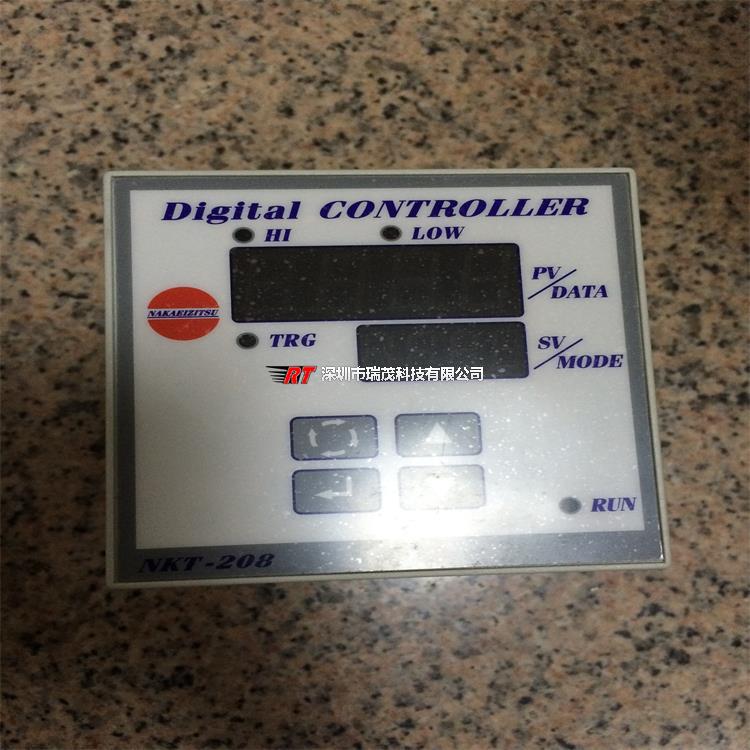 Digital CONTROLLER
HI
LOW
PV/DATA
NAKAEIZITSU
TRG
SV/MODE
RT 深圳市瑞茂科技有限公司
RUN
NKT-208